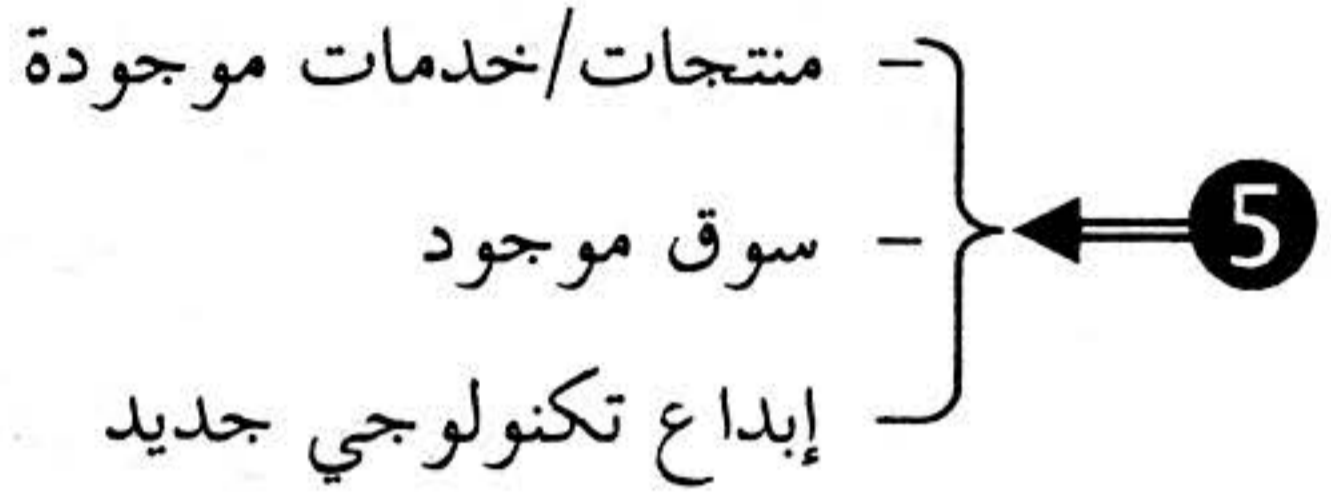 - منتجات/خدمات موجودة
- سوق موجود
5
- إبداع تكنولوجي جديد